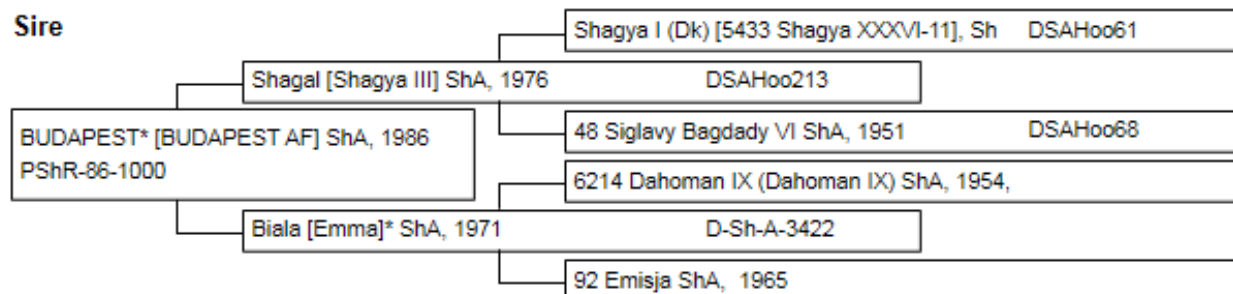 Sire
Shagya I (Dk) [5433 Shagya XXXVI-11], Sh DSAHoo61
Shagal [Shagya III] ShA, 1976 DSAHoo213
48 Siglavy Bagdady VI ShA, 1951 DSAHoo68
BUDAPEST* [BUDAPEST AF] ShA, 1986
PShR-86-1000
6214 Dahoman IX (Dahoman IX) ShA, 1954,
Biala [Emma]* ShA, 1971 D-Sh-A-3422
92 Emisja ShA, 1965